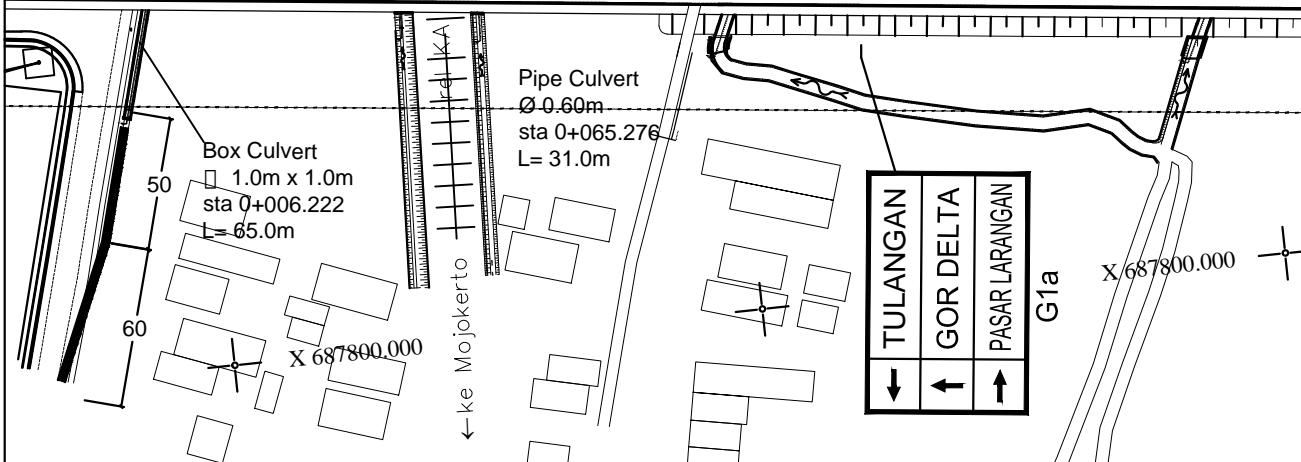 rel KA
Pipe Culvert
Ø 0.60m
sta 0+065.276
L= 31.0m
Box Culvert
▯ 1.0m x 1.0m
sta 0+006.222
L= 65.0m
50
60
X 687800.000
←ke Mojokerto
← TULANGAN
↑ GOR DELTA
→ PASAR LARANGAN
G1a
X 687800.000